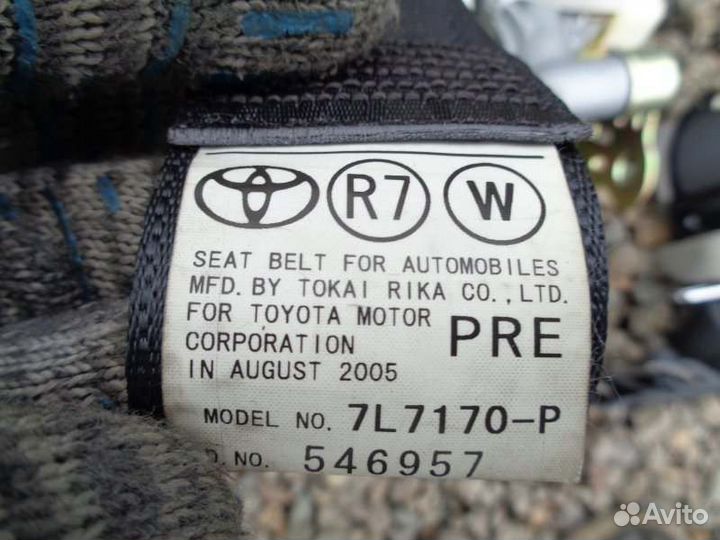 R7 W
SEAT BELT FOR AUTOMOBILES
MFD. BY TOKAI RIKA CO.,LTD.
FOR TOYOTA MOTOR
CORPORATION PRE
IN AUGUST 2005
MODEL NO. 7L7170-P
D. NO. 546957
Avito